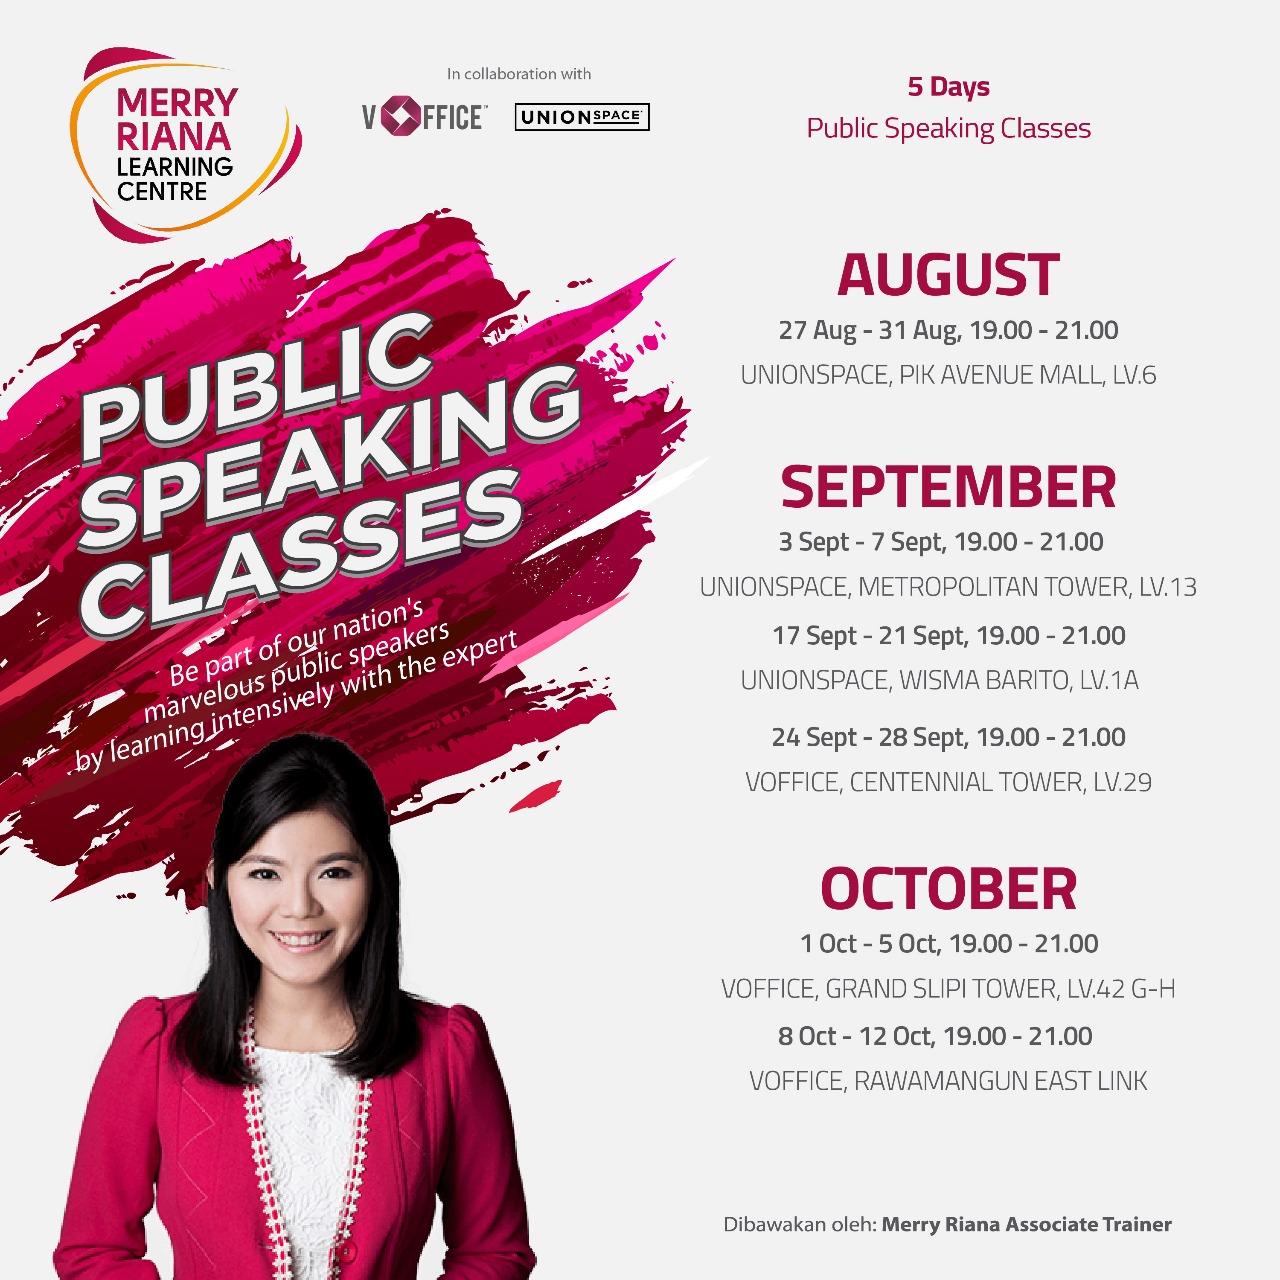 MERRY
RIANA
LEARNING
CENTRE
In collaboration with
VOFFICE™
UNIONSPACE
5 Days
Public Speaking Classes
PUBLIC
SPEAKING
CLASSES
Be part of our nation's
marvelous public speakers
by learning intensively with the expert
AUGUST
27 Aug - 31 Aug, 19.00 - 21.00
UNIONSPACE, PIK AVENUE MALL, LV.6
SEPTEMBER
3 Sept - 7 Sept, 19.00 - 21.00
UNIONSPACE, METROPOLITAN TOWER, LV.13
17 Sept - 21 Sept, 19.00 - 21.00
UNIONSPACE, WISMA BARITO, LV.1A
24 Sept - 28 Sept, 19.00 - 21.00
VOFFICE, CENTENNIAL TOWER, LV.29
OCTOBER
1 Oct - 5 Oct, 19.00 - 21.00
VOFFICE, GRAND SLIPI TOWER, LV.42 G-H
8 Oct - 12 Oct, 19.00 - 21.00
VOFFICE, RAWAMANGUN EAST LINK
Dibawakan oleh: Merry Riana Associate Trainer